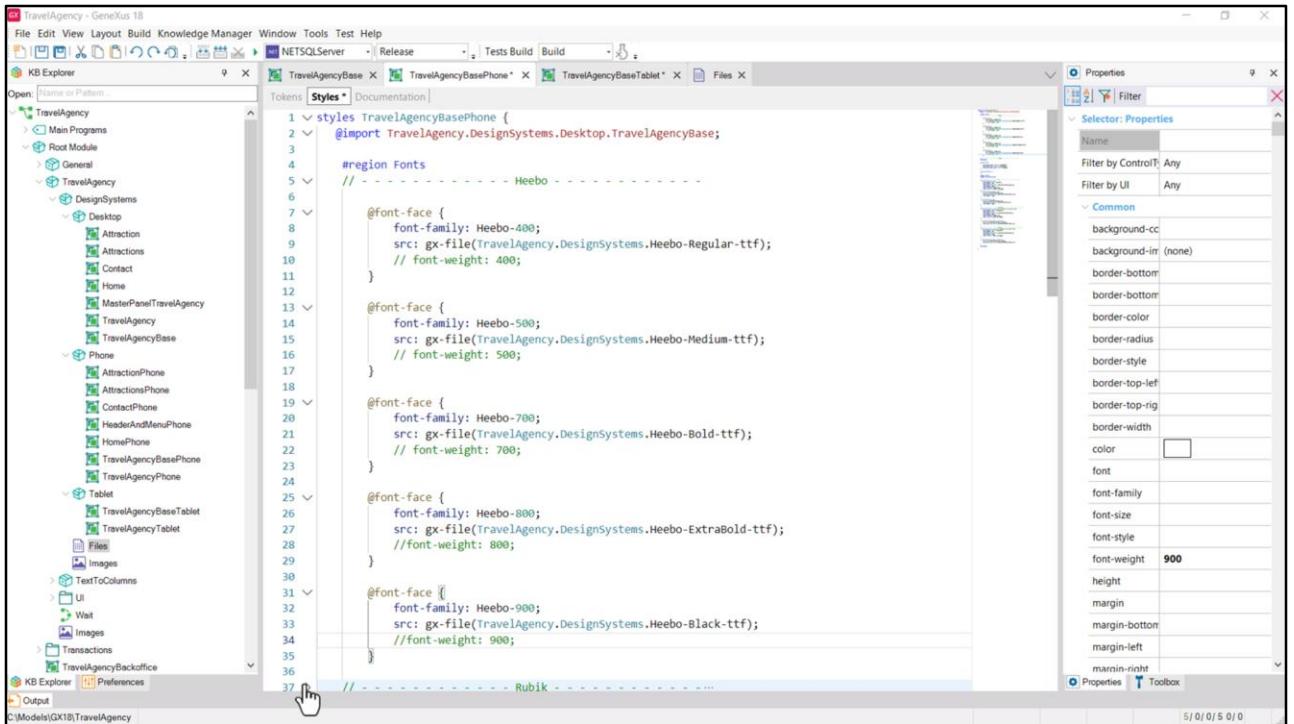 TravelAgency - GeneXus 18
File Edit View Layout Build Knowledge Manager Window Tools Test Help
NETSQLServer Release Tests Build Build
KB Explorer
TravelAgencyBase X TravelAgencyBasePhone * X TravelAgencyBaseTablet * X Files X
Properties
Open: Name or Pattern...
Tokens Styles * Documentation
Filter
TravelAgency
Main Programs
Root Module
General
TravelAgency
DesignSystems
Desktop
Attraction
Attractions
Contact
Home
MasterPanelTravelAgency
TravelAgency
TravelAgencyBase
Phone
AttractionPhone
AttractionsPhone
ContactPhone
HeaderAndMenuPhone
HomePhone
TravelAgencyBasePhone
TravelAgencyPhone
Tablet
TravelAgencyBaseTablet
TravelAgencyTablet
Files
Images
TextToColumns
UI
Wait
Images
Transactions
TravelAgencyBackoffice
KB Explorer Preferences
1 styles TravelAgencyBasePhone {
2 @import TravelAgency.DesignSystems.Desktop.TravelAgencyBase;
3
4 #region Fonts
5 // - - - - - - - - - - - - Heebo - - - - - - - - - - - -
6
7 @font-face {
8 font-family: Heebo-400;
9 src: gx-file(TravelAgency.DesignSystems.Heebo-Regular-ttf);
10 // font-weight: 400;
11 }
12
13 @font-face {
14 font-family: Heebo-500;
15 src: gx-file(TravelAgency.DesignSystems.Heebo-Medium-ttf);
16 // font-weight: 500;
17 }
18
19 @font-face {
20 font-family: Heebo-700;
21 src: gx-file(TravelAgency.DesignSystems.Heebo-Bold-ttf);
22 // font-weight: 700;
23 }
24
25 @font-face {
26 font-family: Heebo-800;
27 src: gx-file(TravelAgency.DesignSystems.Heebo-ExtraBold-ttf);
28 //font-weight: 800;
29 }
30
31 @font-face {
32 font-family: Heebo-900;
33 src: gx-file(TravelAgency.DesignSystems.Heebo-Black-ttf);
34 //font-weight: 900;
35 }
36
37 // - - - - - - - - - - - - Rubik - - - - - - - - - - - -...
Selector: Properties
Name
Filter by ControlTy Any
Filter by UI Any
Common
background-cc
background-im (none)
border-bottom
border-bottom
border-color
border-radius
border-style
border-top-lef
border-top-rig
border-width
color
font
font-family
font-size
font-style
font-weight 900
height
margin
margin-bottom
margin-left
margin-right
Properties Toolbox
Output
C:\Models\GX18\TravelAgency
5/ 0/ 0/ 5 0/ 0